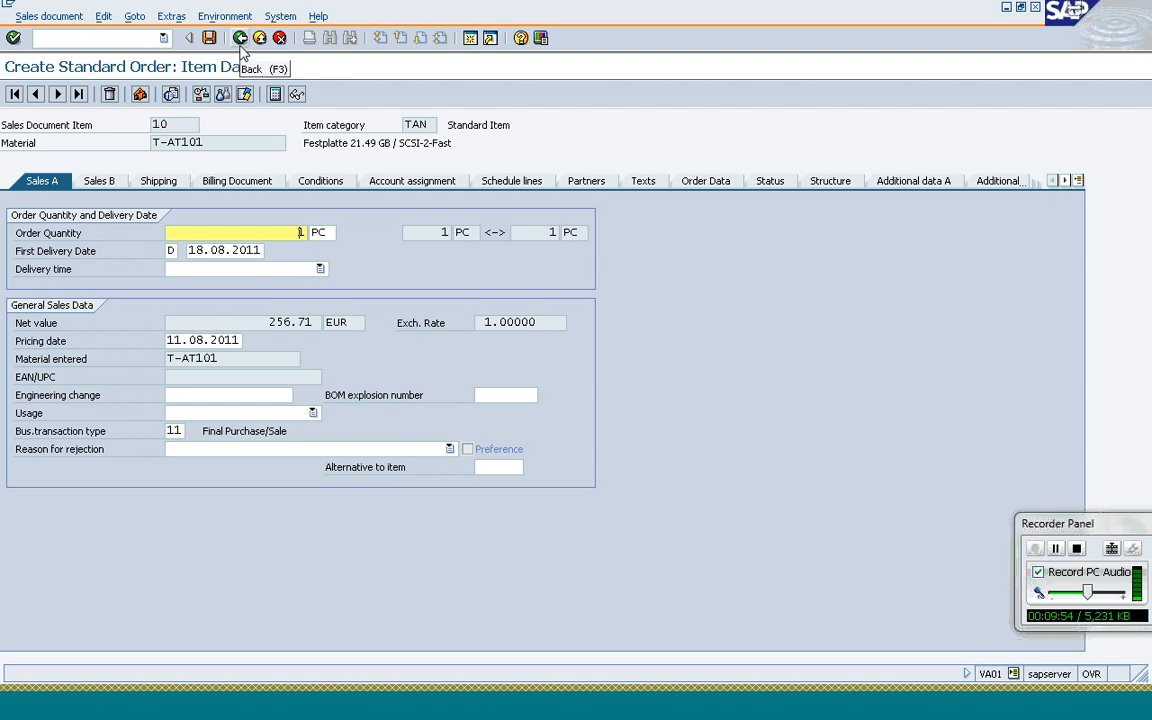 Sales document Edit Goto Extras Environment System Help
SAP
Create Standard Order: Item Da
Back (F3)
Sales Document Item 10 Item category TAN Standard Item
Material T-AT101 Festplatte 21.49 GB / SCSI-2-Fast
Sales A Sales B Shipping Billing Document Conditions Account assignment Schedule lines Partners Texts Order Data Status Structure Additional data A Additional...
Order Quantity and Delivery Date
Order Quantity 1 PC 1 PC <-> 1 PC
First Delivery Date D 18.08.2011
Delivery time
General Sales Data
Net value 256.71 EUR Exch. Rate 1.00000
Pricing date 11.08.2011
Material entered T-AT101
EAN/UPC
Engineering change BOM explosion number
Usage
Bus.transaction type 11 Final Purchase/Sale
Reason for rejection Preference
Alternative to item
Recorder Panel
Record PC Audio
00:09:54 / 5,231 KB
VA01 sapserver OVR